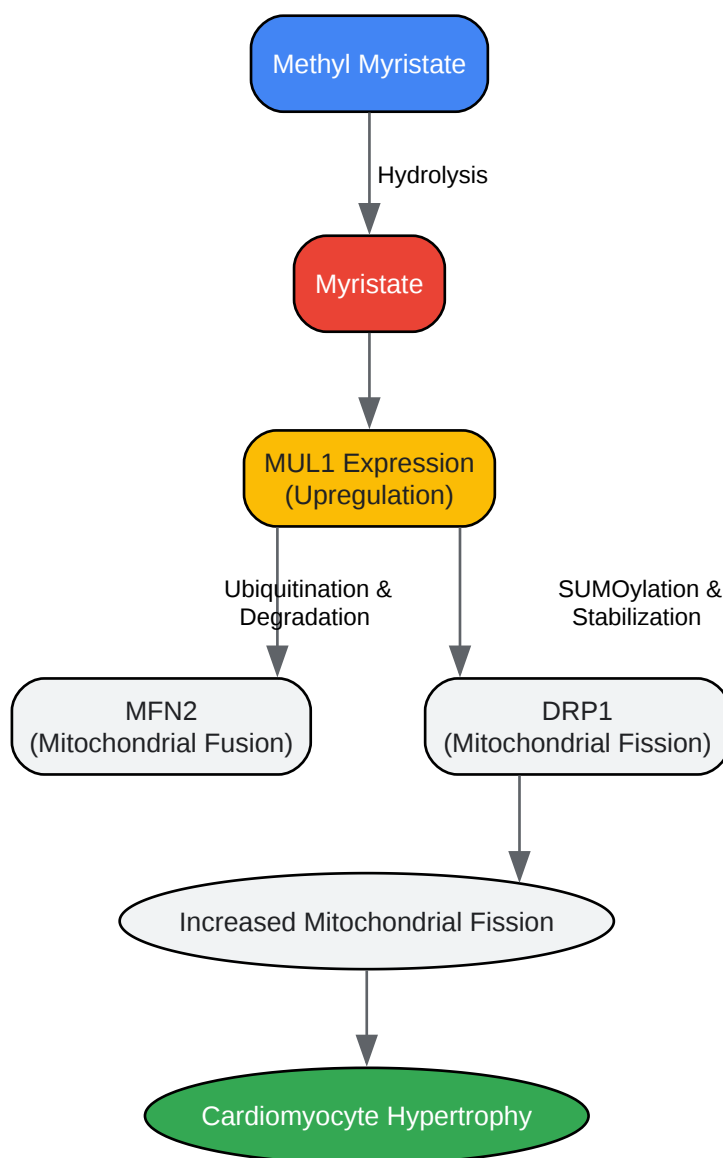 Methyl Myristate
Hydrolysis
Myristate
MUL1 Expression
(Upregulation)
Ubiquitination &
Degradation
SUMOylation &
Stabilization
MFN2
(Mitochondrial Fusion)
DRP1
(Mitochondrial Fission)
Increased Mitochondrial Fission
Cardiomyocyte Hypertrophy